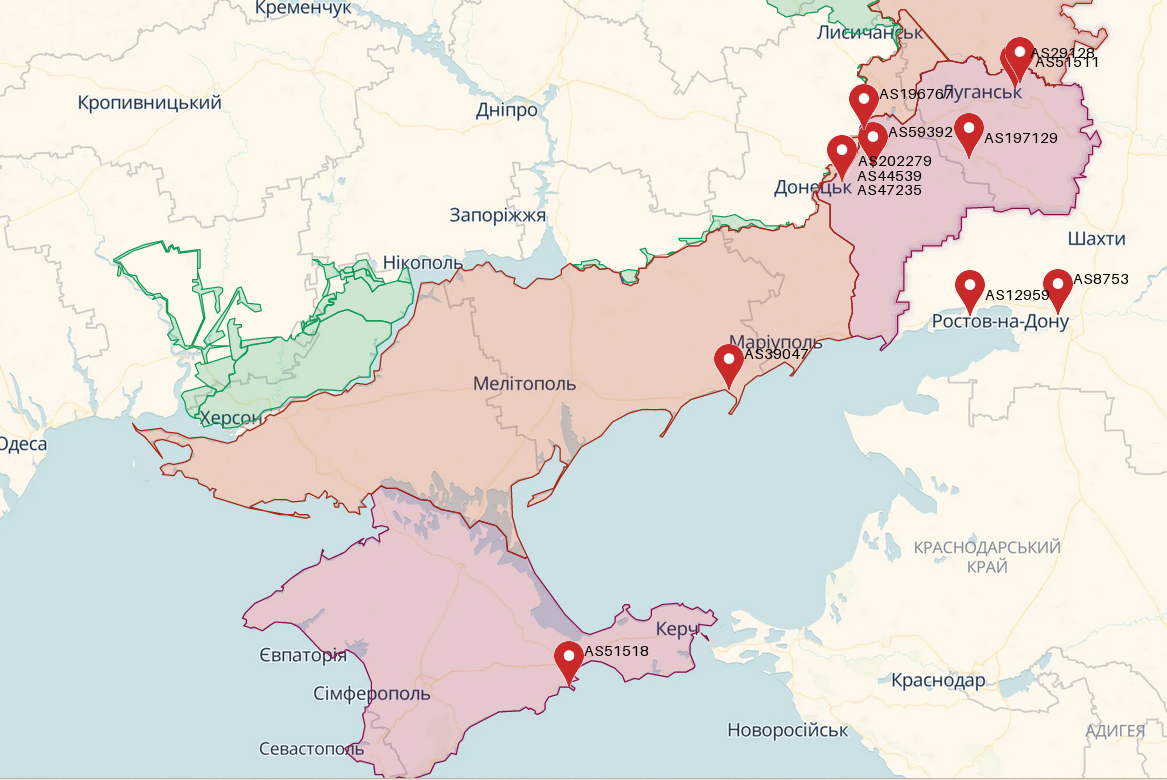 Кременчук
Лисичанськ
AS29128
AS51511
Луганськ
AS196767
Кропивницький
Дніпро
AS59392
AS197129
AS202279
AS44539
AS47235
Донецьк
Запоріжжя
Шахти
Нікополь
AS8753
AS12959
Ростов-на-Дону
Маріуполь
AS39047
Мелітополь
Херсон
Одеса
КРАСНОДАРСЬКИЙ
КРАЙ
Керч
AS51518
Євпаторія
Краснодар
Сімферополь
Новоросійськ
АДИГЕЯ
Севастополь